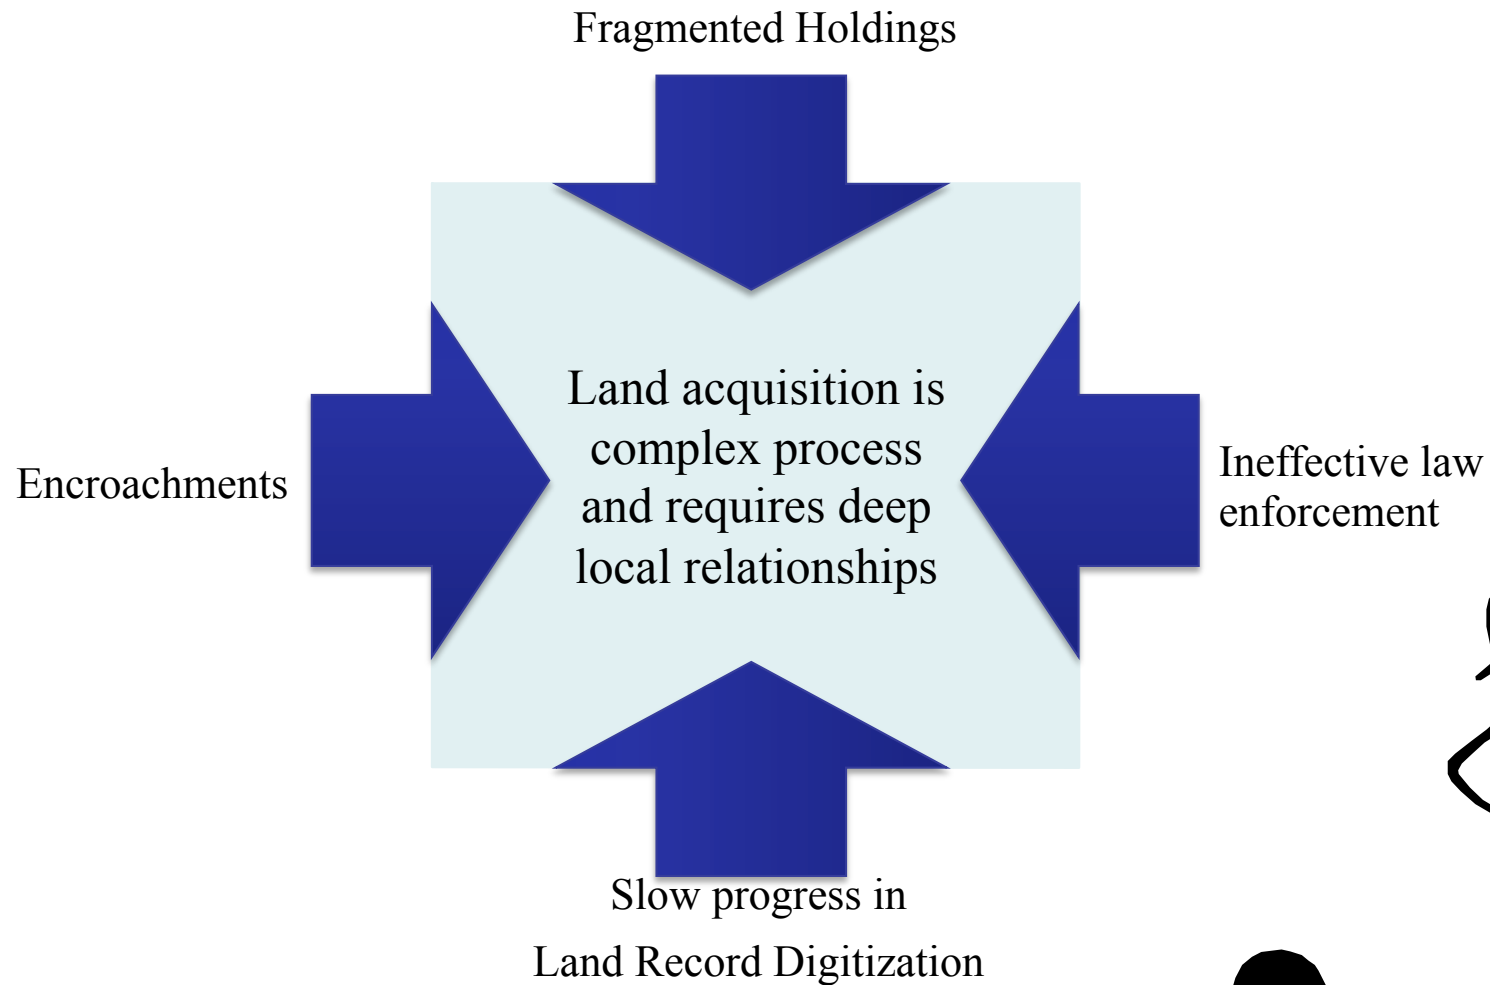 Fragmented Holdings
Land acquisition is
complex process
and requires deep
local relationships
Encroachments
Ineffective law
enforcement
Slow progress in
Land Record Digitization